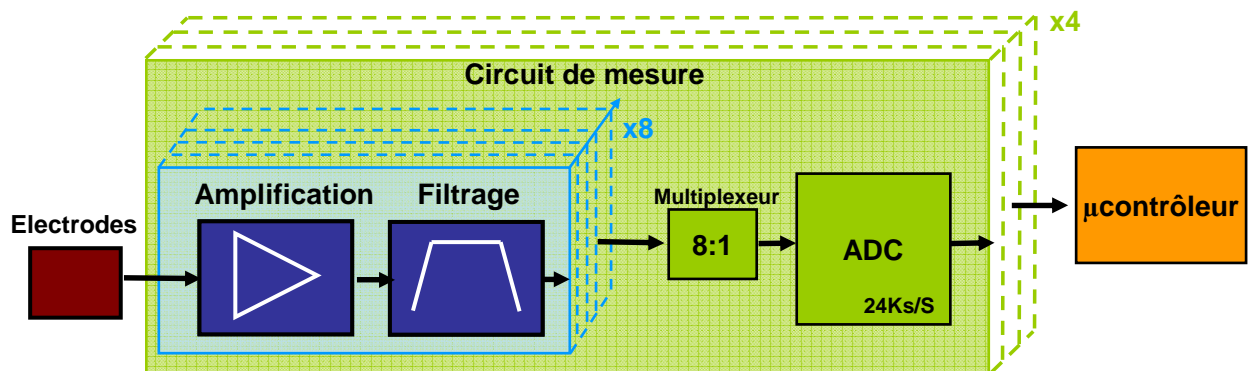 x4
Circuit de mesure
x8
Amplification
Filtrage
Multiplexeur
Electrodes
8:1
ADC
24Ks/S
µcontrôleur